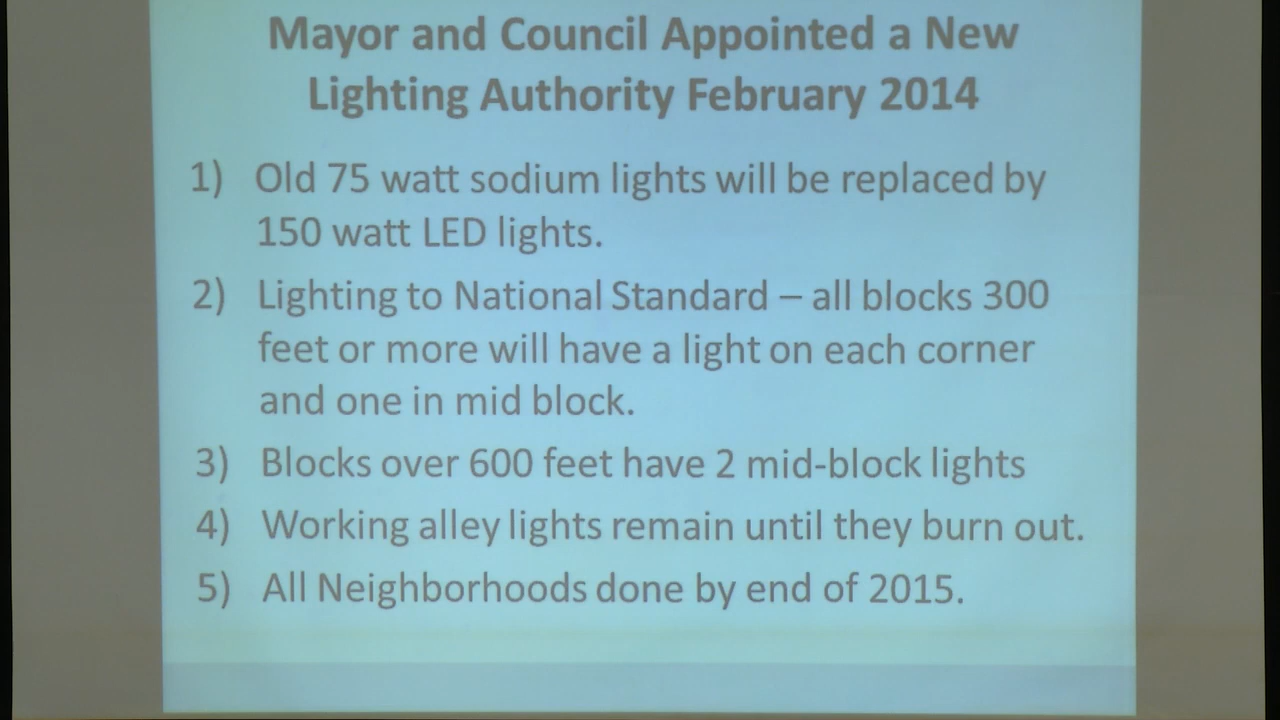 Mayor and Council Appointed a New
Lighting Authority February 2014
1) Old 75 watt sodium lights will be replaced by
150 watt LED lights.
2) Lighting to National Standard – all blocks 300
feet or more will have a light on each corner
and one in mid block.
3) Blocks over 600 feet have 2 mid-block lights
4) Working alley lights remain until they burn out.
5) All Neighborhoods done by end of 2015.